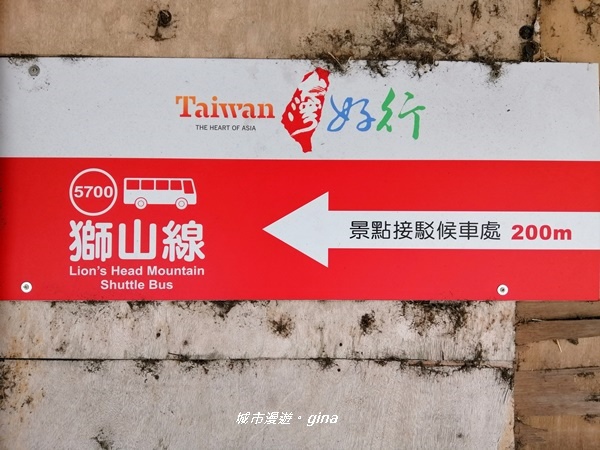 Taiwan 灣 好行
THE HEART OF ASIA
5700
獅山線
Lion's Head Mountain
Shuttle Bus
景點接駁候車處 200m
城市漫遊·gina